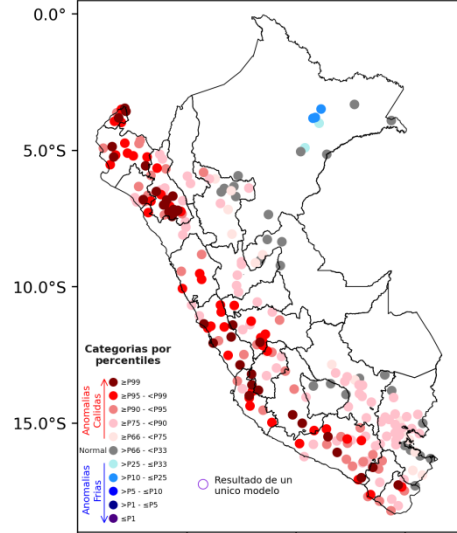 0.0°
5.0°S
10.0°S
15.0°S
Categorias por
percentiles
Anomalias
Calidas
≥P99
≥P95 - <P99
≥P90 - <P95
≥P75 - <P90
≥P66 - <P75
Normal
>P66 - <P33
>P25 - ≤P33
>P10 - ≤P25
>P5 - ≤P10
>P1 - ≤P5
≤P1
Anomalias
Frias
Resultado de un
unico modelo